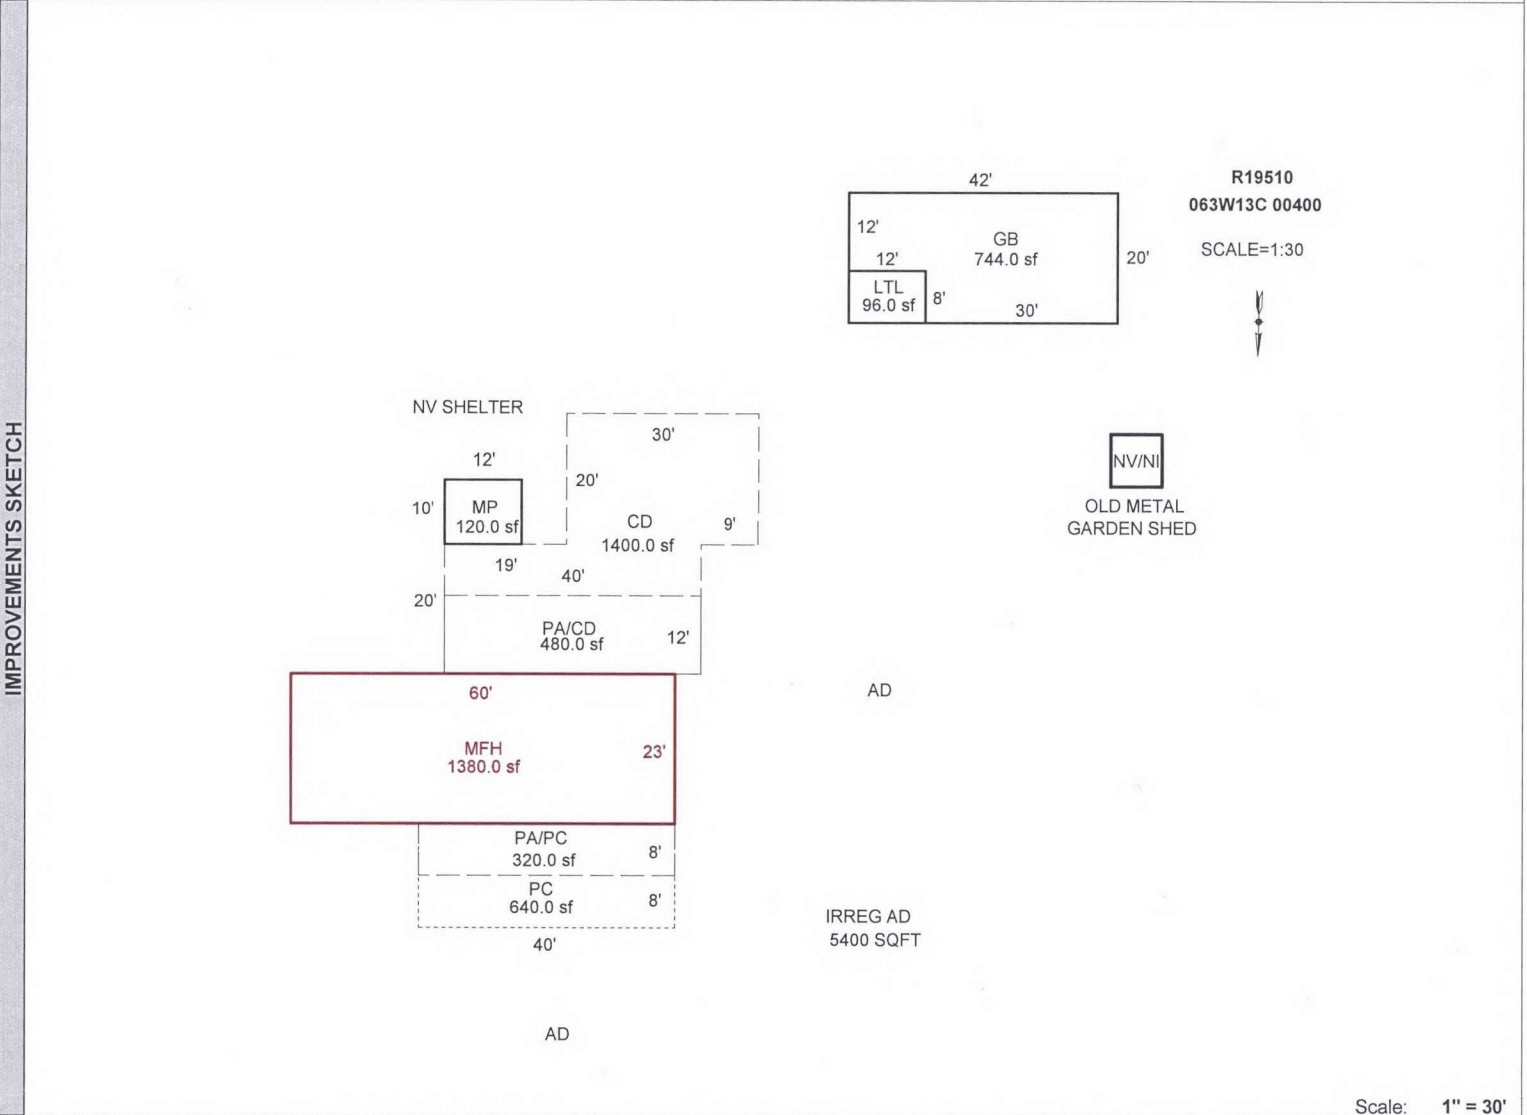 IMPROVEMENTS SKETCH
42'
R19510
063W13C 00400
12'
GB
744.0 sf
20'
SCALE=1:30
12'
LTL
96.0 sf
8'
30'
NV SHELTER
30'
12'
20'
10'
MP
120.0 sf
CD
1400.0 sf
9'
19'
40'
NV/NI
OLD METAL
GARDEN SHED
20'
PA/CD
480.0 sf
12'
60'
AD
MFH
1380.0 sf
23'
PA/PC
320.0 sf
8'
PC
640.0 sf
8'
40'
IRREG AD
5400 SQFT
AD
Scale: 1" = 30'